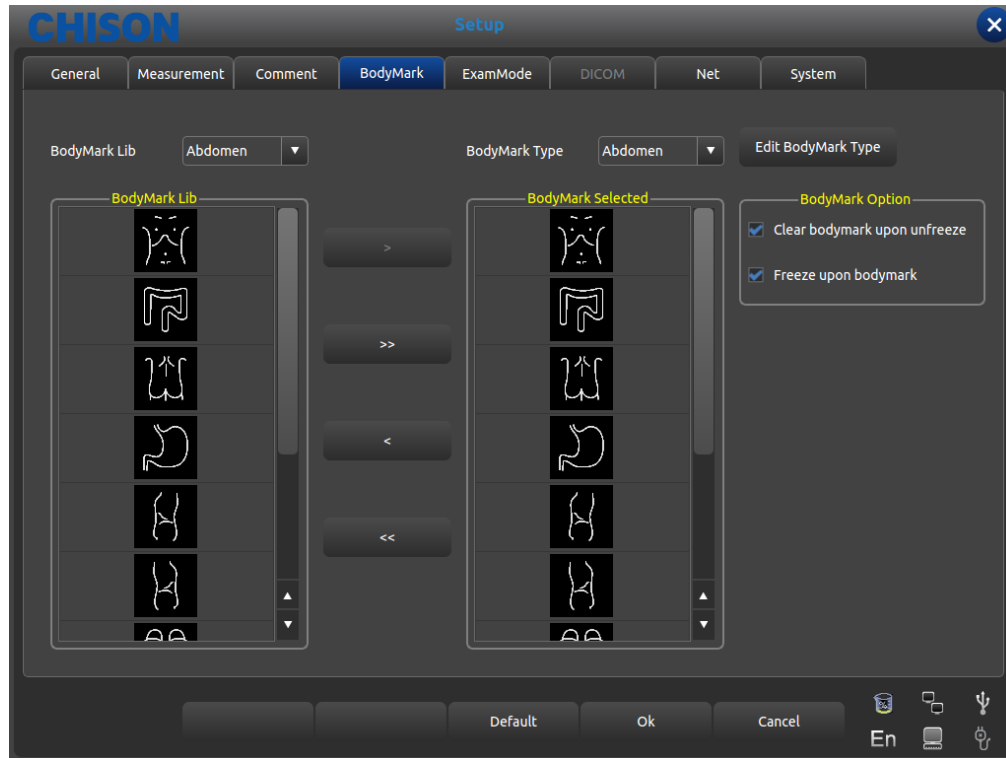 CHISON
Setup
General Measurement Comment BodyMark ExamMode DICOM Net System
BodyMark Lib Abdomen BodyMark Type Abdomen Edit BodyMark Type
BodyMark Lib BodyMark Selected BodyMark Option
Clear bodymark upon unfreeze
>
Freeze upon bodymark
>>
<
<<
Default Ok Cancel
En